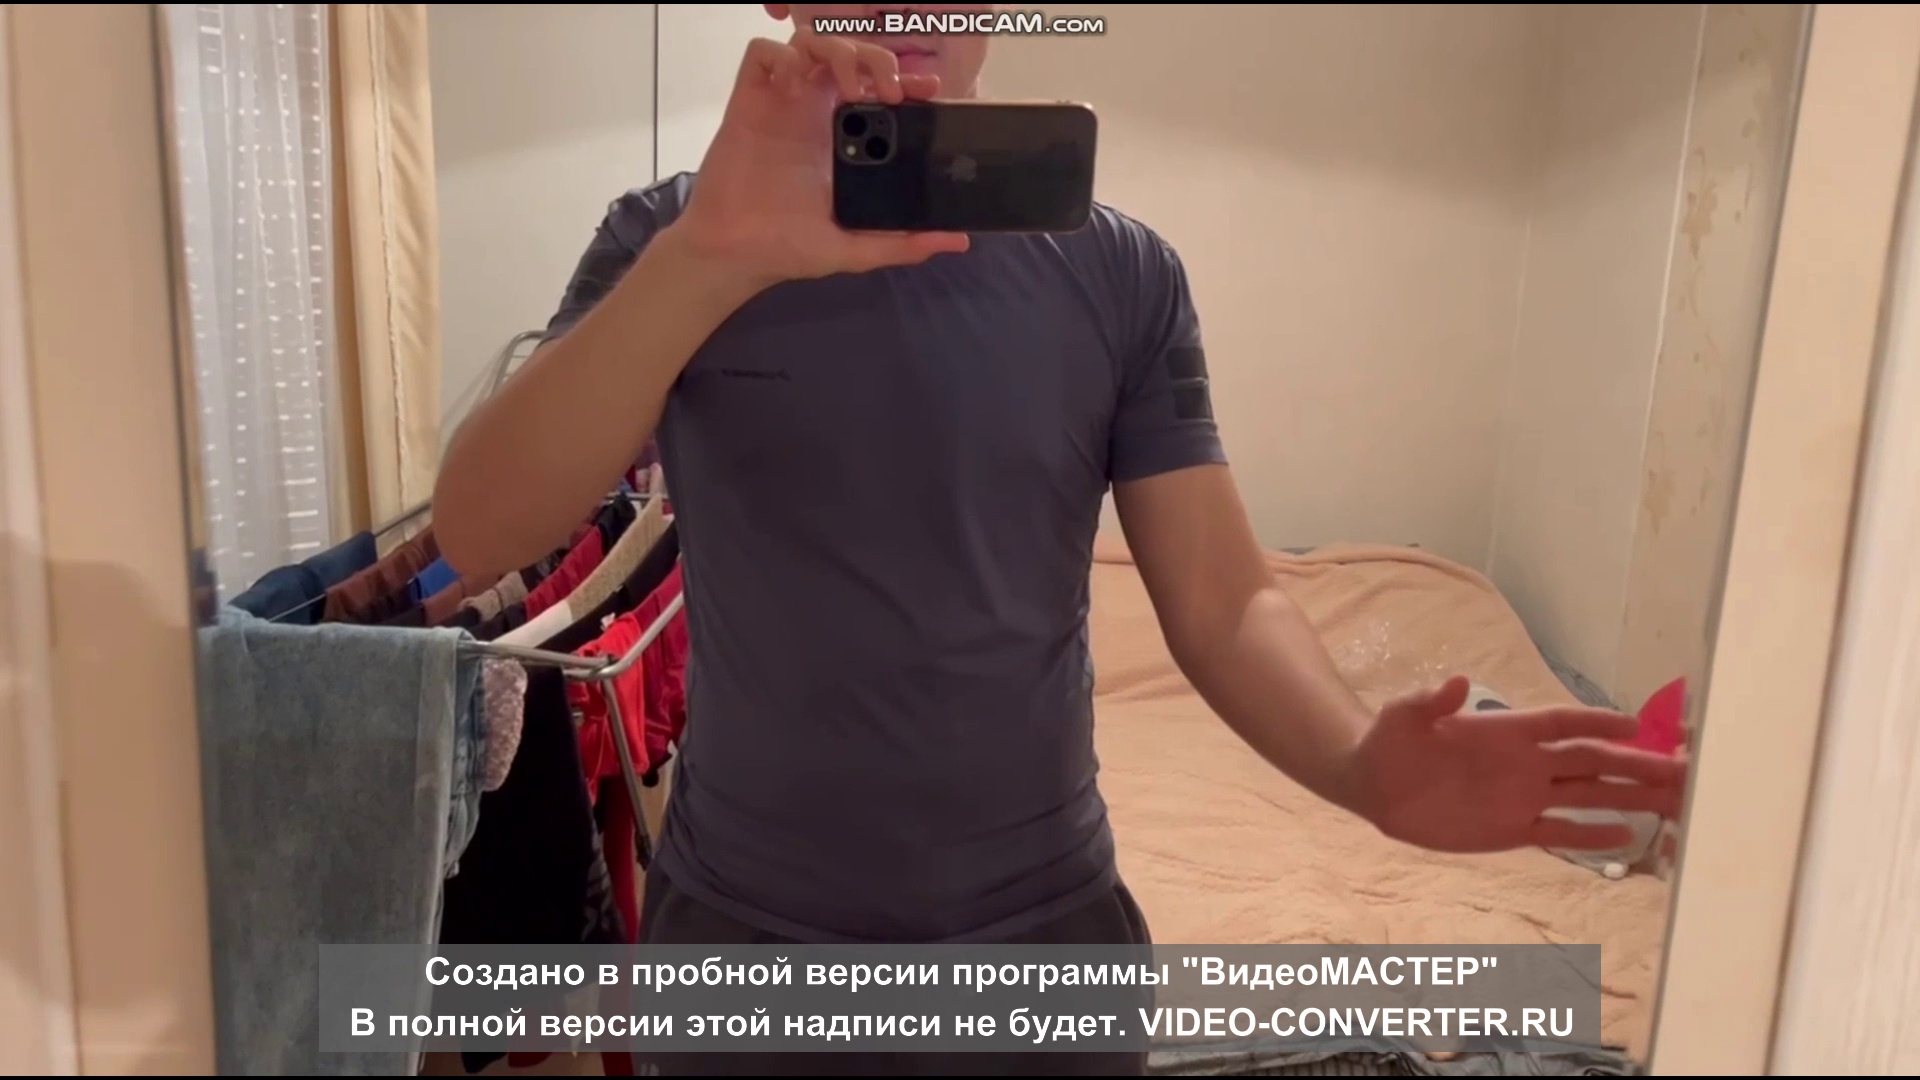 www.BANDICAM.com
Создано в пробной версии программы "ВидеоМАСТЕР"
В полной версии этой надписи не будет. VIDEO-CONVERTER.RU